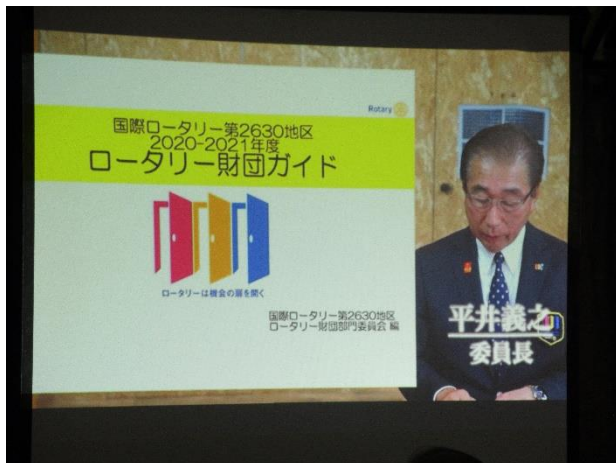 Rotary
国際ロータリー第2630地区
2020-2021年度
ロータリー財団ガイド
ロータリーは機会の扉を開く
国際ロータリー第2630地区
ロータリー財団部門委員会 編
平井義之
委員長